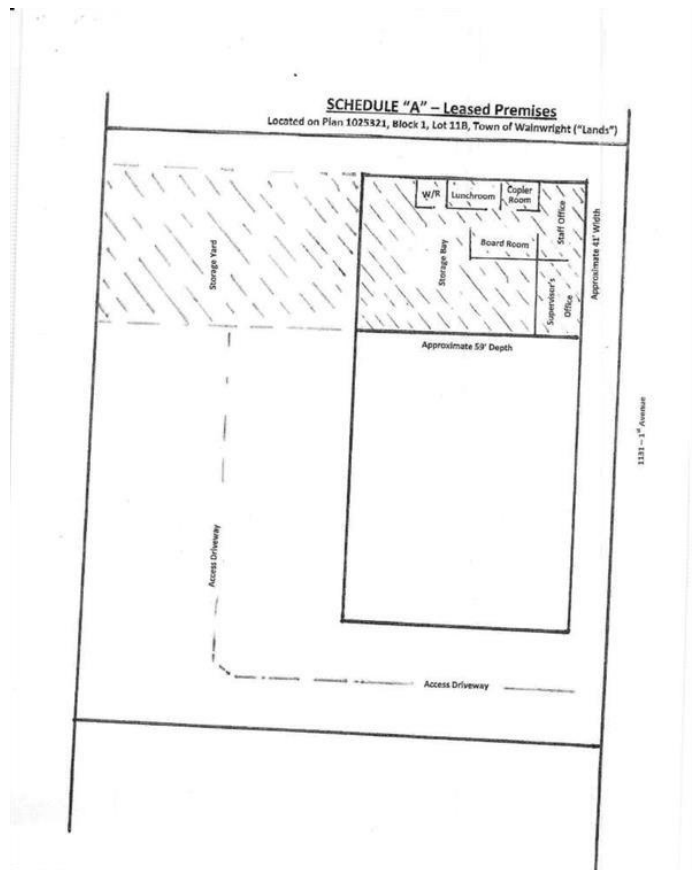 SCHEDULE "A" – Leased Premises
Located on Plan 1025321, Block 1, Lot 11B, Town of Wainwright ("Lands")
W/R
Lunchroom
Copier
Room
Staff Office
Board Room
Storage Yard
Storage Bay
Supervisor's
Office
Approximate 41' Width
Approximate 59' Depth
1131 – 1st Avenue
Access Driveway
Access Driveway